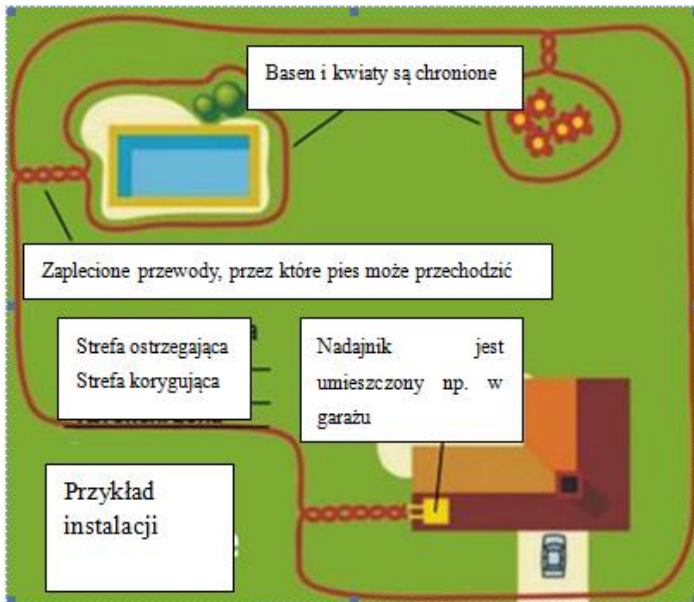 Basen i kwiaty są chronione
Zaplecione przewody, przez które pies może przechodzić
Strefa ostrzegająca
Strefa korygująca
Nadajnik jest
umieszczony np. w
garażu
Przykład
instalacji